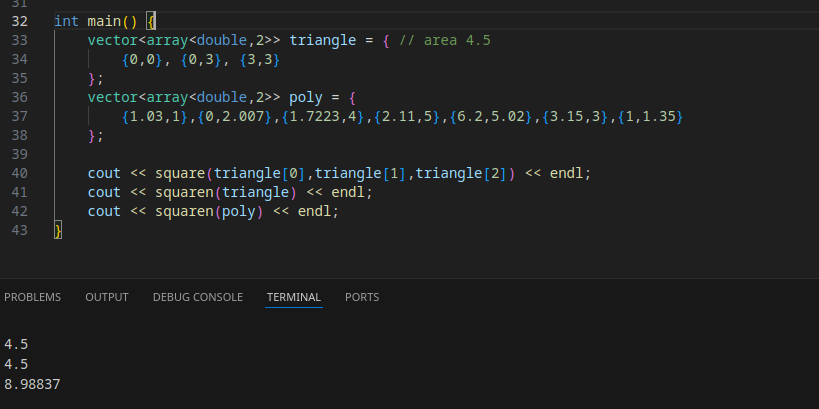 31
32 int main() {
33     vector<array<double,2>> triangle = { // area 4.5
34         {0,0}, {0,3}, {3,3}
35     };
36     vector<array<double,2>> poly = {
37         {1.03,1},{0,2.007},{1.7223,4},{2.11,5},{6.2,5.02},{3.15,3},{1,1.35}
38     };
39
40     cout << square(triangle[0],triangle[1],triangle[2]) << endl;
41     cout << squaren(triangle) << endl;
42     cout << squaren(poly) << endl;
43 }
PROBLEMS OUTPUT DEBUG CONSOLE TERMINAL PORTS
4.5
4.5
8.98837